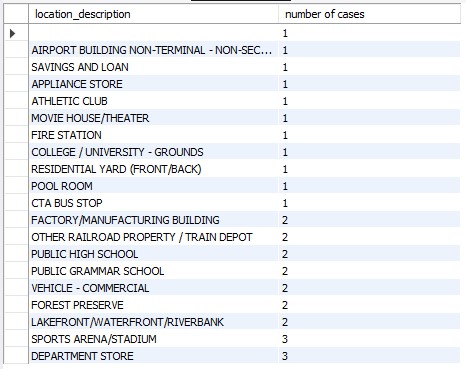 location_description number of cases
1
AIRPORT BUILDING NON-TERMINAL - NON-SEC... 1
SAVINGS AND LOAN 1
APPLIANCE STORE 1
ATHLETIC CLUB 1
MOVIE HOUSE/THEATER 1
FIRE STATION 1
COLLEGE / UNIVERSITY - GROUNDS 1
RESIDENTIAL YARD (FRONT/BACK) 1
POOL ROOM 1
CTA BUS STOP 1
FACTORY/MANUFACTURING BUILDING 2
OTHER RAILROAD PROPERTY / TRAIN DEPOT 2
PUBLIC HIGH SCHOOL 2
PUBLIC GRAMMAR SCHOOL 2
VEHICLE - COMMERCIAL 2
FOREST PRESERVE 2
LAKEFRONT/WATERFRONT/RIVERBANK 2
SPORTS ARENA/STADIUM 3
DEPARTMENT STORE 3